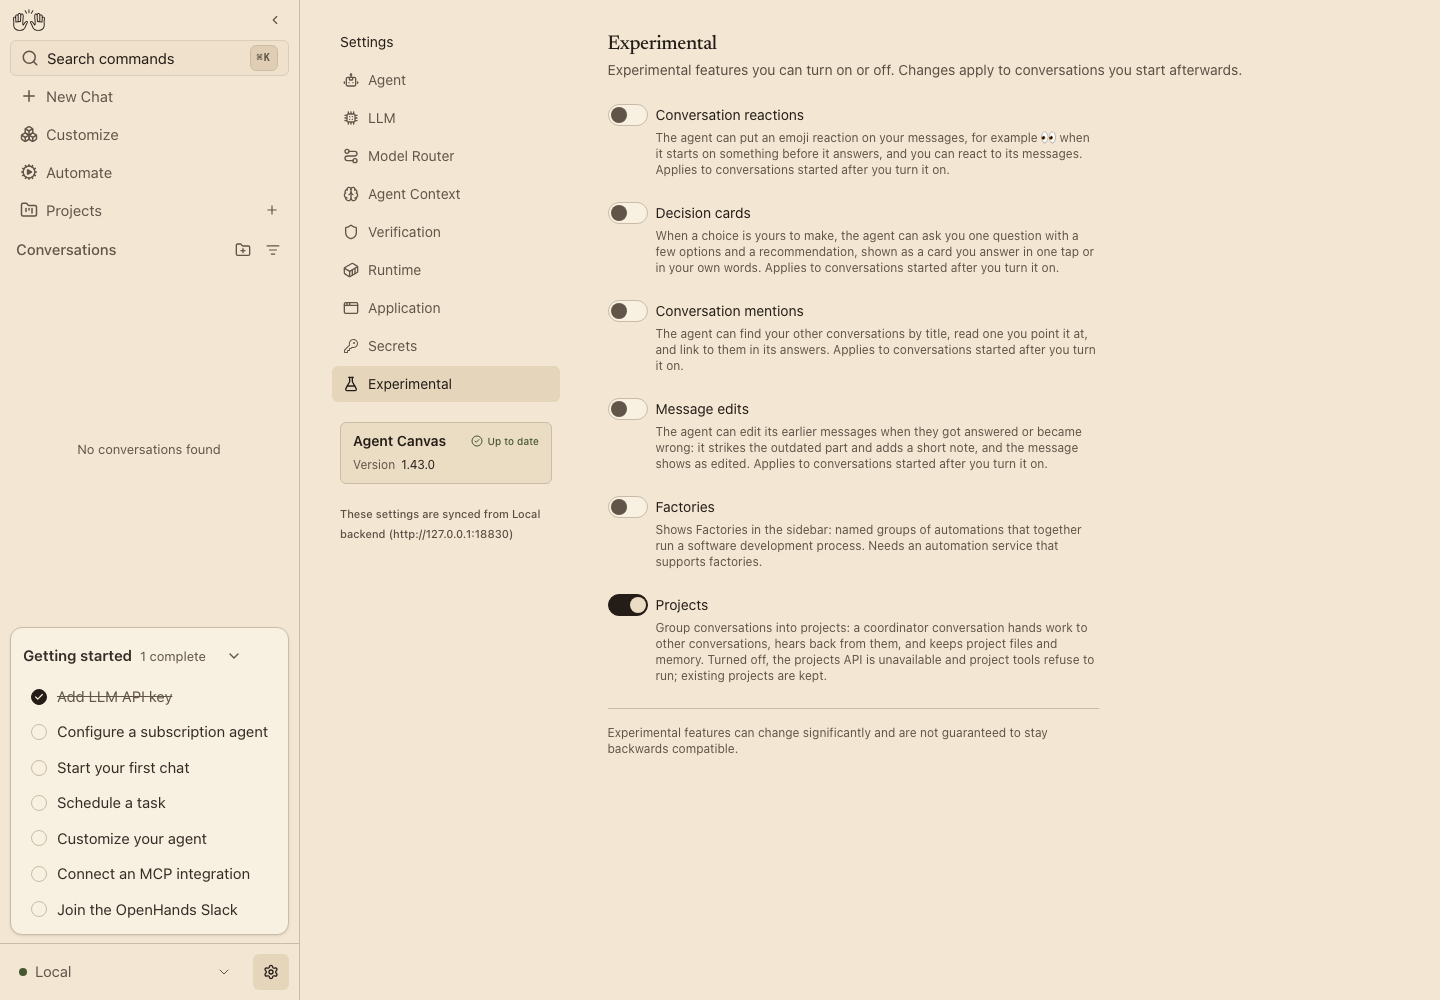 Search commands
⌘K
New Chat
Customize
Automate
Projects
Conversations
No conversations found
Getting started 1 complete
Add LLM API key
Configure a subscription agent
Start your first chat
Schedule a task
Customize your agent
Connect an MCP integration
Join the OpenHands Slack
Local
Settings
Agent
LLM
Model Router
Agent Context
Verification
Runtime
Application
Secrets
Experimental
Agent Canvas Up to date
Version 1.43.0
These settings are synced from Local
backend (http://127.0.0.1:18830)
Experimental
Experimental features you can turn on or off. Changes apply to conversations you start afterwards.
Conversation reactions
The agent can put an emoji reaction on your messages, for example 👀 when
it starts on something before it answers, and you can react to its messages.
Applies to conversations started after you turn it on.
Decision cards
When a choice is yours to make, the agent can ask you one question with a
few options and a recommendation, shown as a card you answer in one tap or
in your own words. Applies to conversations started after you turn it on.
Conversation mentions
The agent can find your other conversations by title, read one you point it at,
and link to them in its answers. Applies to conversations started after you turn
it on.
Message edits
The agent can edit its earlier messages when they got answered or became
wrong: it strikes the outdated part and adds a short note, and the message
shows as edited. Applies to conversations started after you turn it on.
Factories
Shows Factories in the sidebar: named groups of automations that together
run a software development process. Needs an automation service that
supports factories.
Projects
Group conversations into projects: a coordinator conversation hands work to
other conversations, hears back from them, and keeps project files and
memory. Turned off, the projects API is unavailable and project tools refuse to
run; existing projects are kept.
Experimental features can change significantly and are not guaranteed to stay
backwards compatible.